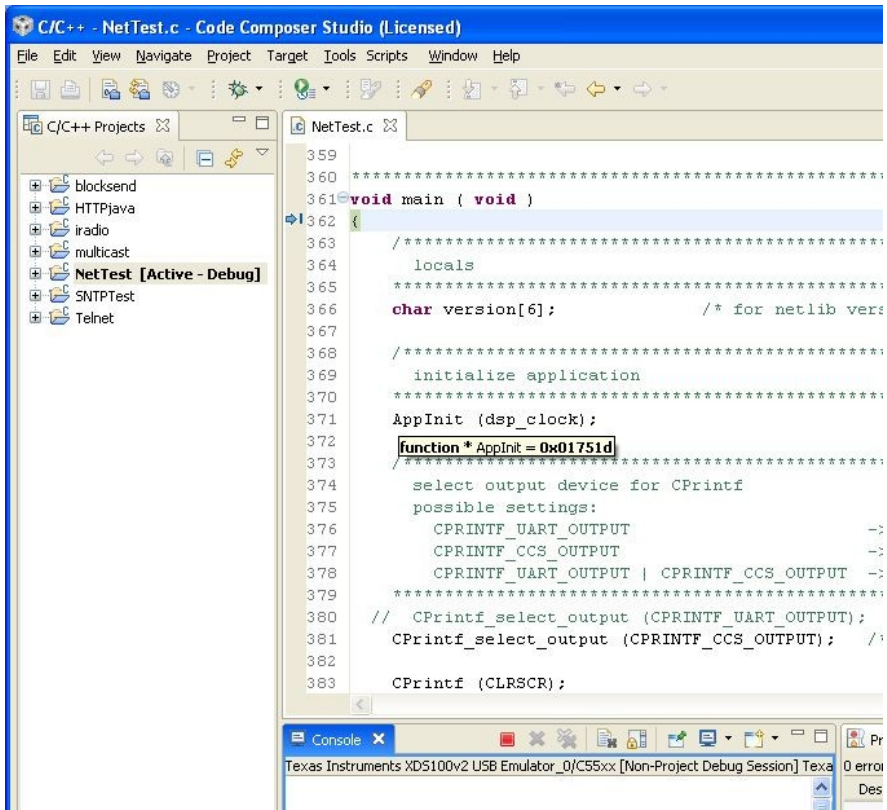 C/C++ - NetTest.c - Code Composer Studio (Licensed)
File Edit View Navigate Project Target Tools Scripts Window Help
C/C++ Projects
blocksend
HTTPjava
iradio
multicast
NetTest [Active - Debug]
SNTPTest
Telnet
NetTest.c
359
360 ****************************************************
361 void main ( void )
362 {
363 /************************************************
364 locals
365 ************************************************
366 char version[6]; /* for netlib vers
367
368 /************************************************
369 initialize application
370 ************************************************
371 AppInit (dsp_clock);
372
function * AppInit = 0x01751d
373 /************************************************
374 select output device for CPrintf
375 possible settings:
376 CPRINTF_UART_OUTPUT ->
377 CPRINTF_CCS_OUTPUT ->
378 CPRINTF_UART_OUTPUT | CPRINTF_CCS_OUTPUT ->
379 ************************************************
380 // CPrintf_select_output (CPRINTF_UART_OUTPUT);
381 CPrintf_select_output (CPRINTF_CCS_OUTPUT); /*
382
383 CPrintf (CLRSCR);
Console
Texas Instruments XDS100v2 USB Emulator_0/C55xx [Non-Project Debug Session] Texa
Pr
0 error
Des